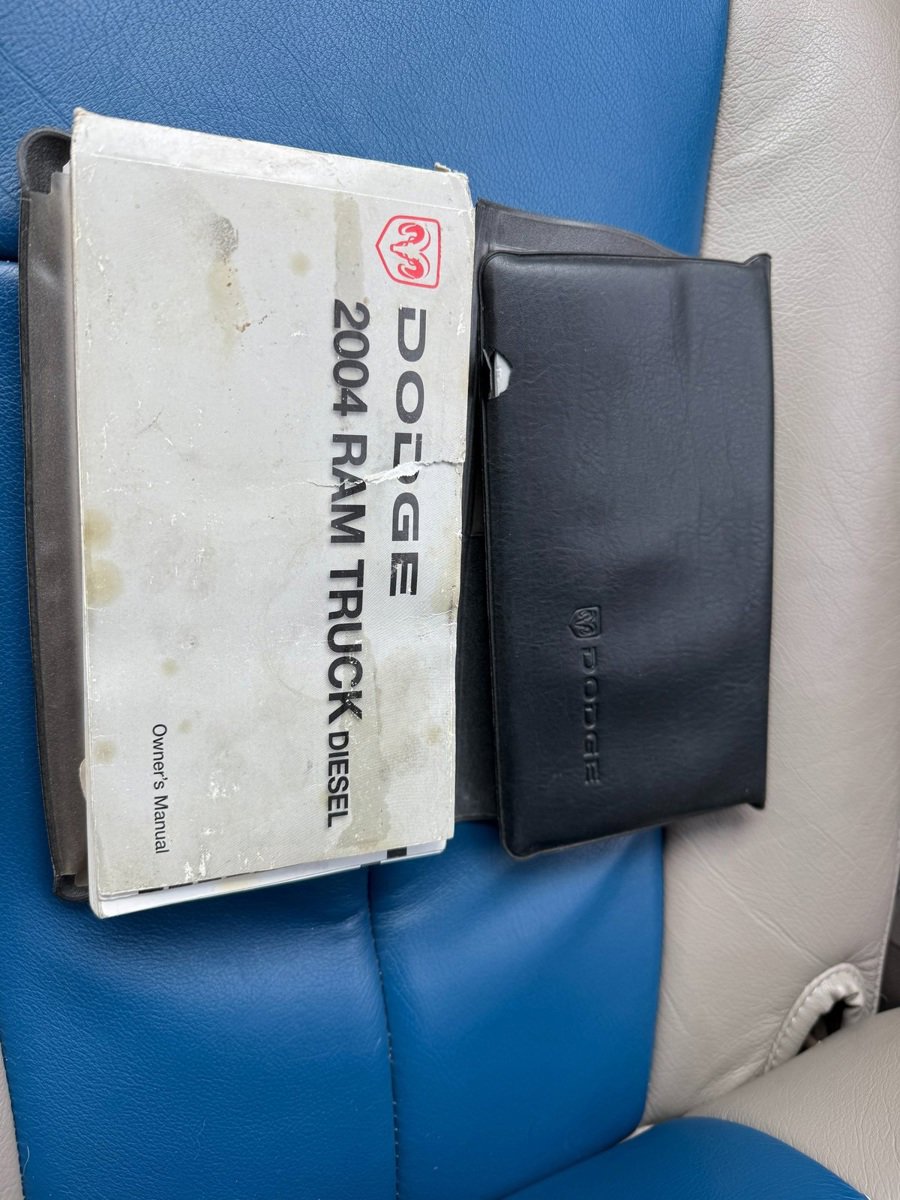 DODGE
2004 RAM TRUCK DIESEL
Owner's Manual
DODGE